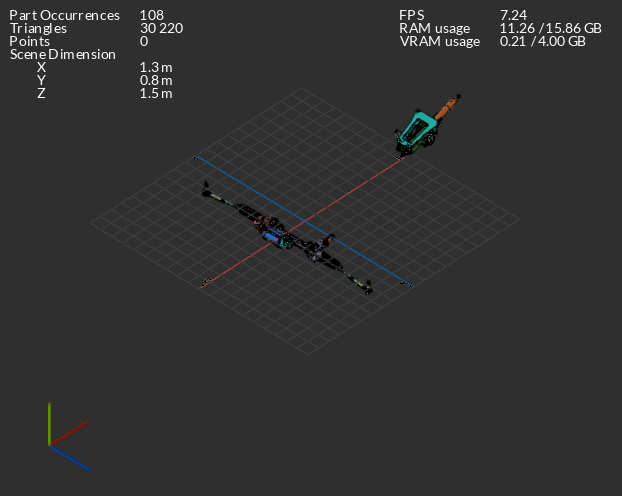 Part Occurrences 108
Triangles 30 220
Points 0
Scene Dimension
X 1.3 m
Y 0.8 m
Z 1.5 m
FPS 7.24
RAM usage 11.26 / 15.86 GB
VRAM usage 0.21 / 4.00 GB